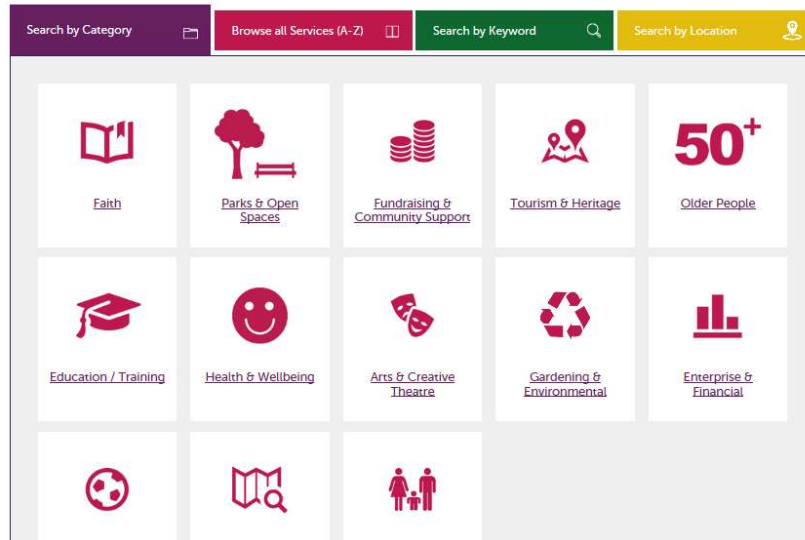 Search by Category
Browse all Services (A-Z)
Search by Keyword
Search by Location
Faith
Parks & Open
Spaces
Fundraising &
Community Support
Tourism & Heritage
50+
Older People
Education / Training
Health & Wellbeing
Arts & Creative
Theatre
Gardening &
Environmental
Enterprise &
Financial